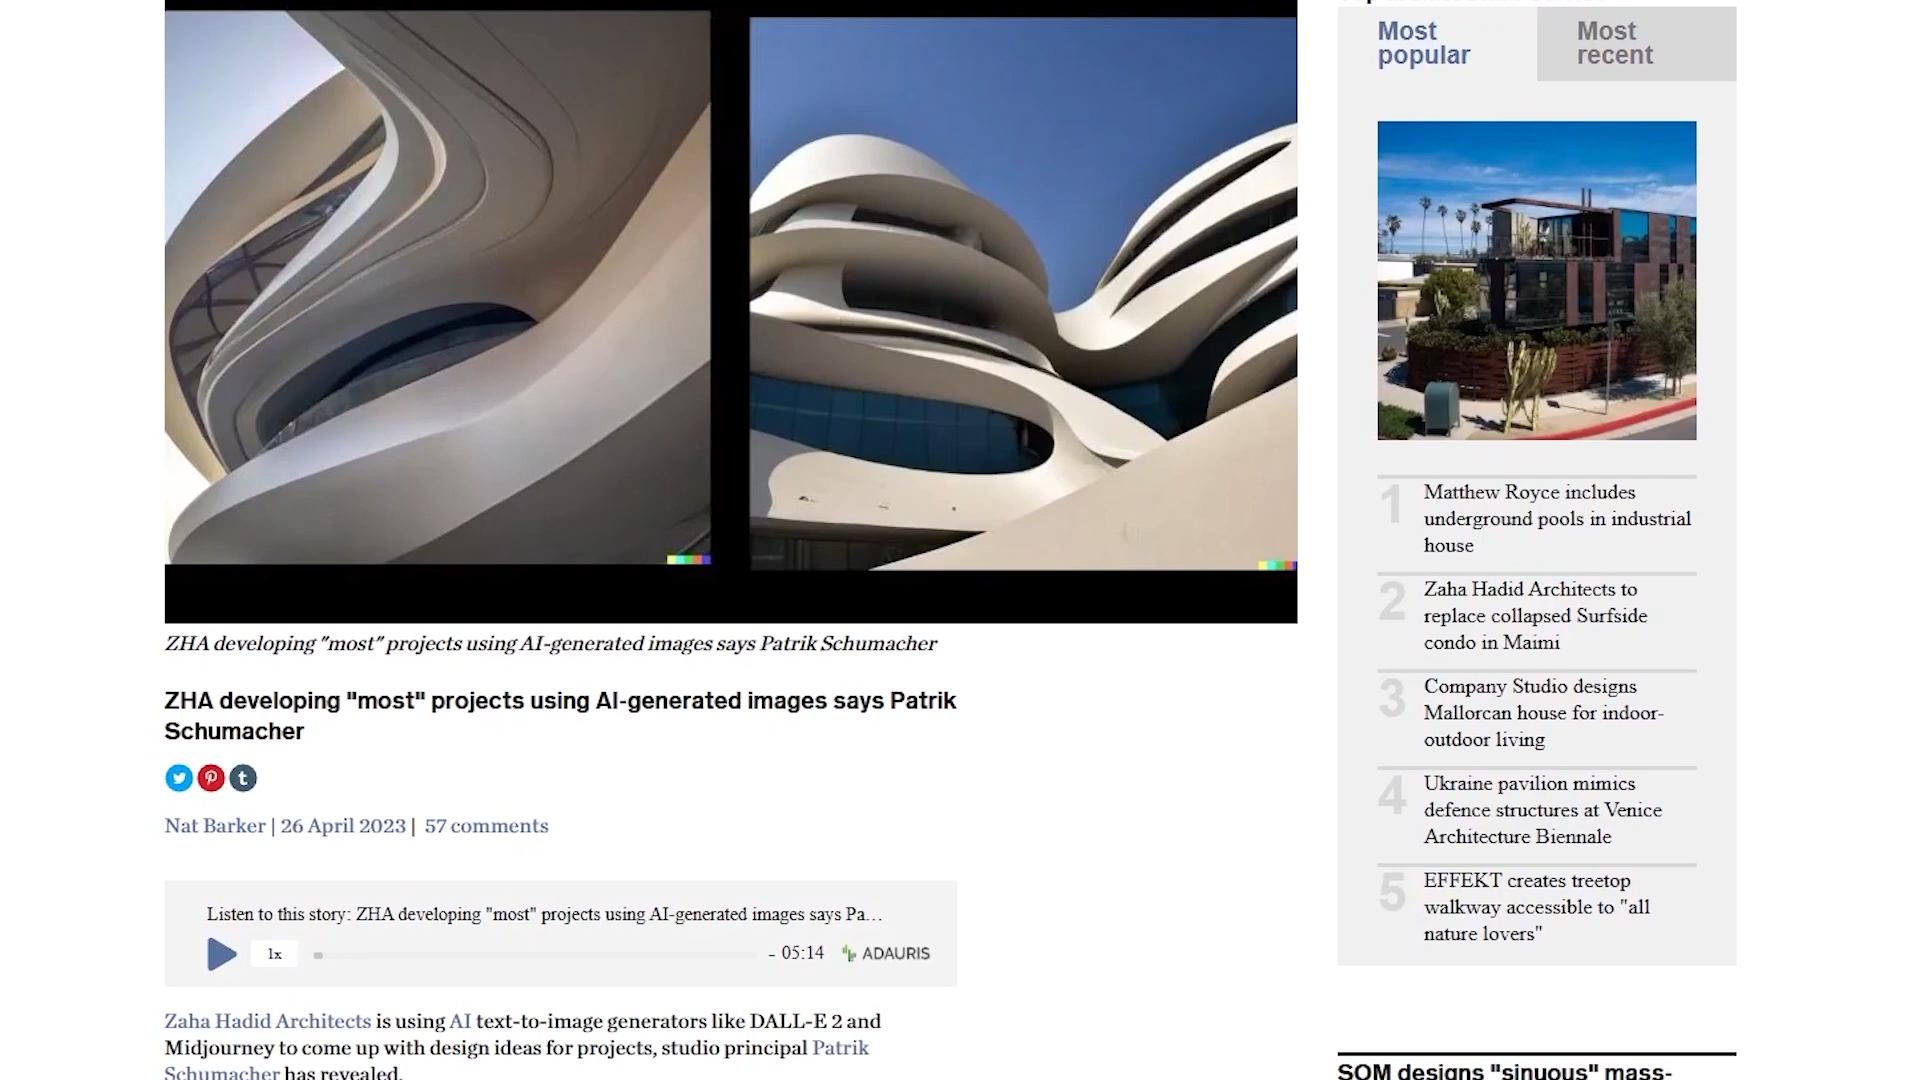 Most
popular
Most
recent
ZHA developing "most" projects using AI-generated images says Patrik Schumacher
ZHA developing "most" projects using AI-generated images says Patrik
Schumacher
Nat Barker | 26 April 2023 | 57 comments
Listen to this story: ZHA developing "most" projects using AI-generated images says Pa...
1x
- 05:14
ADAURIS
Zaha Hadid Architects is using AI text-to-image generators like DALL-E 2 and
Midjourney to come up with design ideas for projects, studio principal Patrik
Schumacher has revealed.
1 Matthew Royce includes
underground pools in industrial
house
2 Zaha Hadid Architects to
replace collapsed Surfside
condo in Maimi
3 Company Studio designs
Mallorcan house for indoor-
outdoor living
4 Ukraine pavilion mimics
defence structures at Venice
Architecture Biennale
5 EFFEKT creates treetop
walkway accessible to "all
nature lovers"
SOM designs "sinuous" mass-